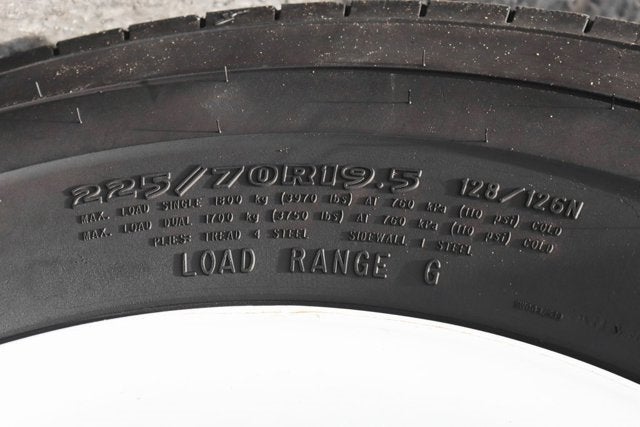 225/70R19.5 128/126N
MAX. LOAD SINGLE 1800 kg (3970 lbs) AT 760 kPa (110 psi) COLD
MAX. LOAD DUAL 1700 kg (3750 lbs) AT 760 kPa (110 psi) COLD
PLIES: TREAD 4 STEEL SIDEWALL 1 STEEL
LOAD RANGE G